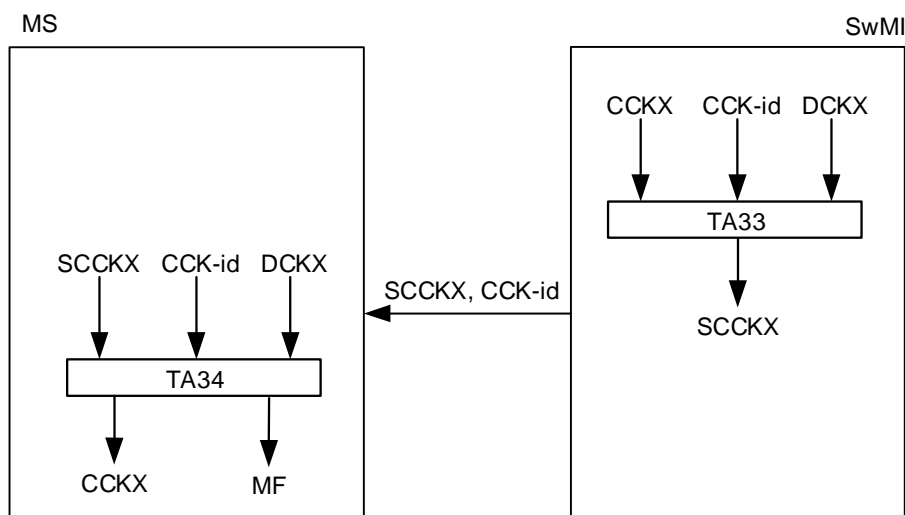 MS
SwMI
CCKX CCK-id DCKX
TA33
SCCKX CCK-id DCKX
SCCKX, CCK-id
SCCKX
TA34
CCKX MF